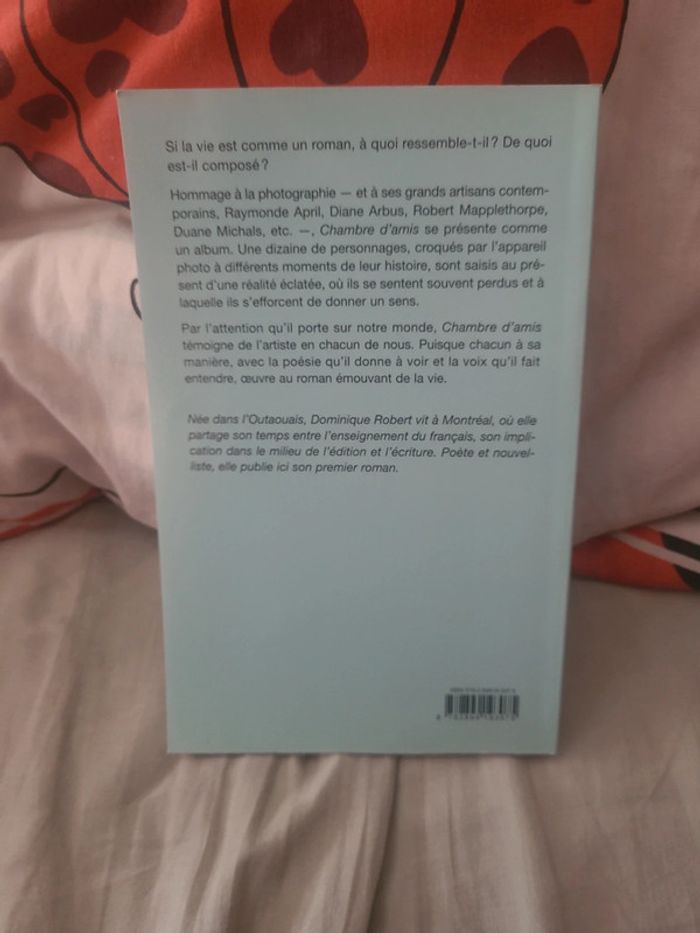 Si la vie est comme un roman, à quoi ressemble-t-il ? De quoi
est-il composé ?
Hommage à la photographie — et à ses grands artisans contem-
porains, Raymonde April, Diane Arbus, Robert Mapplethorpe,
Duane Michals, etc. —, Chambre d'amis se présente comme
un album. Une dizaine de personnages, croqués par l'appareil
photo à différents moments de leur histoire, sont saisis au pré-
sent d'une réalité éclatée, où ils se sentent souvent perdus et à
laquelle ils s'efforcent de donner un sens.
Par l'attention qu'il porte sur notre monde, Chambre d'amis
témoigne de l'artiste en chacun de nous. Puisque chacun à sa
manière, avec la poésie qu'il donne à voir et la voix qu'il fait
entendre, œuvre au roman émouvant de la vie.
Née dans l'Outaouais, Dominique Robert vit à Montréal, où elle
partage son temps entre l'enseignement du français, son impli-
cation dans le milieu de l'édition et l'écriture. Poète et nouvel-
liste, elle publie ici son premier roman.